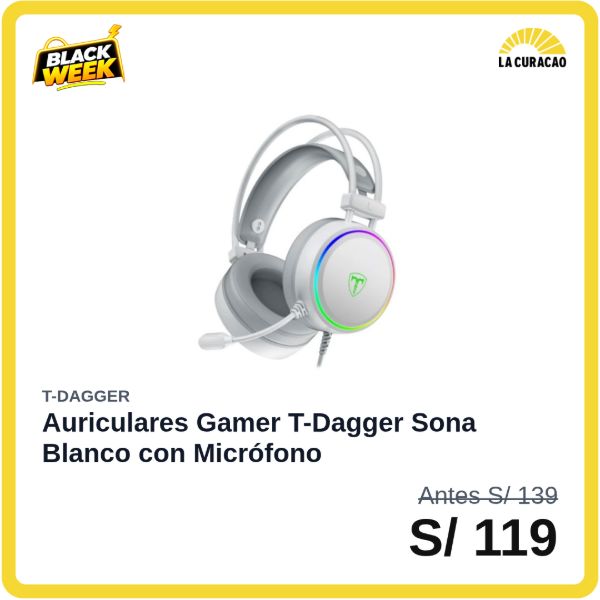 BLACK
WEEK
LA CURACAO
T-DAGGER
Auriculares Gamer T-Dagger Sona
Blanco con Micrófono
Antes S/ 139
S/ 119